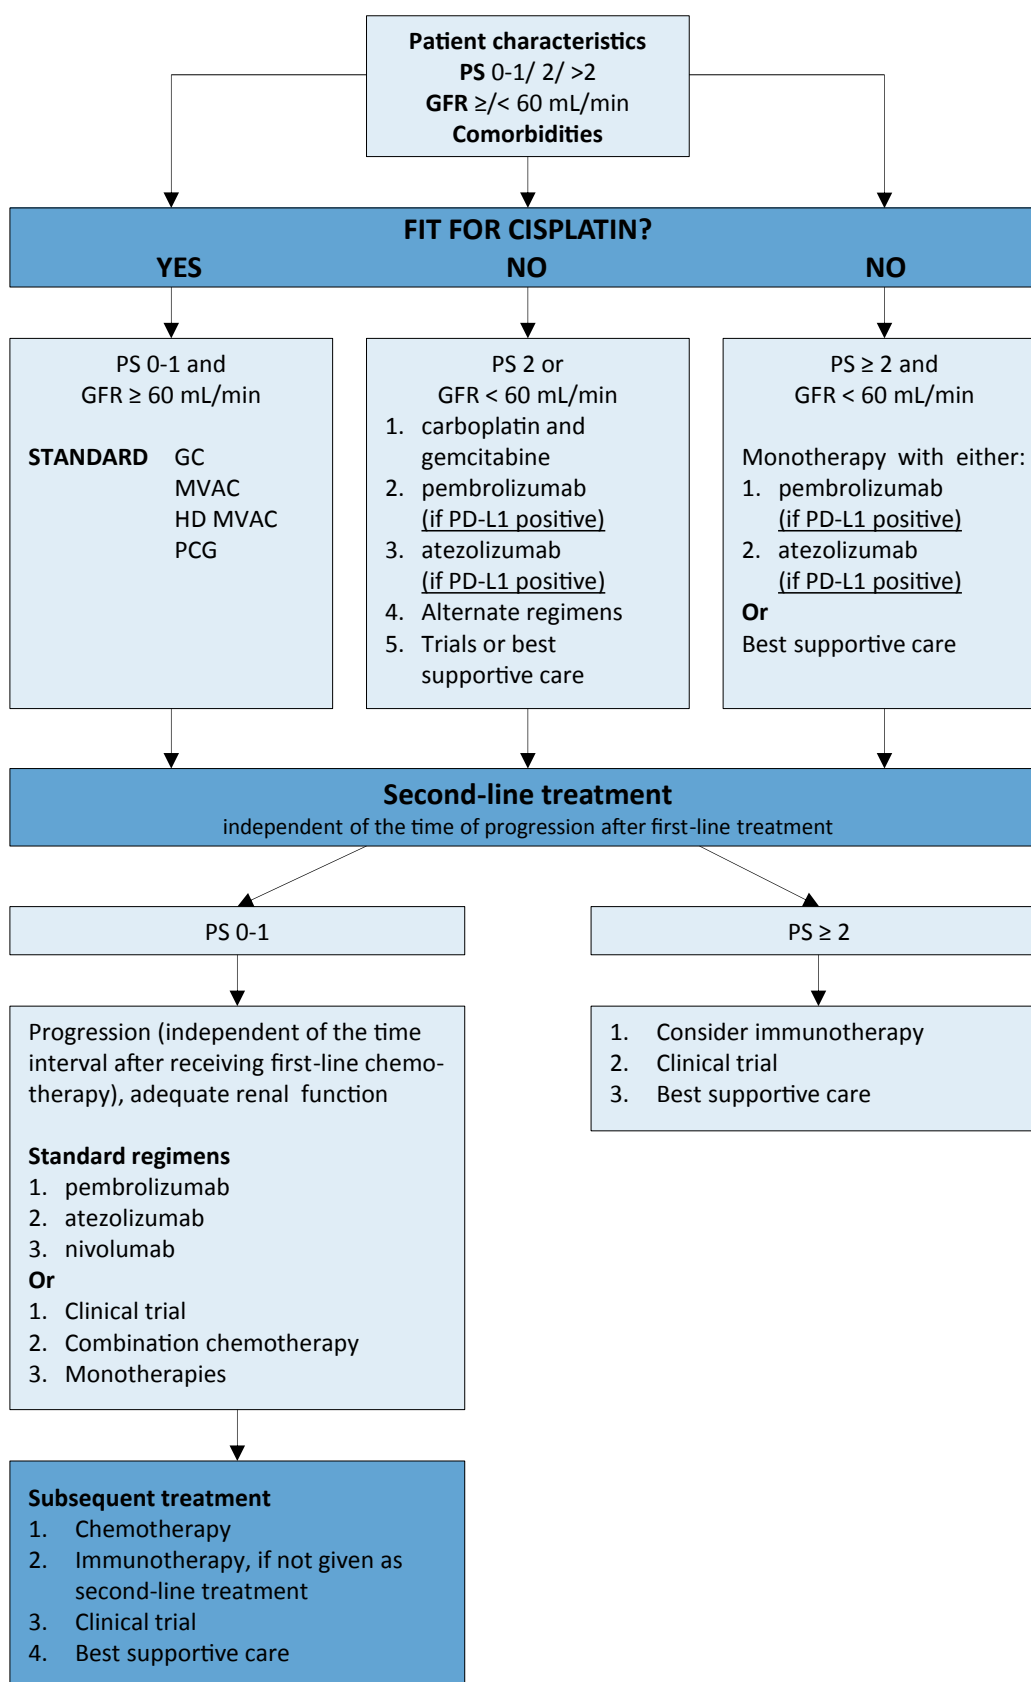 Patient characteristics
PS 0-1/ 2/ >2
GFR ≥/< 60 mL/min
Comorbidities
FIT FOR CISPLATIN?
YES
NO
NO
PS 0-1 and
GFR ≥ 60 mL/min
STANDARD GC
MVAC
HD MVAC
PCG
PS 2 or
GFR < 60 mL/min
1. carboplatin and
gemcitabine
2. pembrolizumab
(if PD-L1 positive)
3. atezolizumab
(if PD-L1 positive)
4. Alternate regimens
5. Trials or best
supportive care
PS ≥ 2 and
GFR < 60 mL/min
Monotherapy with either:
1. pembrolizumab
(if PD-L1 positive)
2. atezolizumab
(if PD-L1 positive)
Or
Best supportive care
Second-line treatment
independent of the time of progression after first-line treatment
PS 0-1
Progression (independent of the time
interval after receiving first-line chemo-
therapy), adequate renal function
Standard regimens
1. pembrolizumab
2. atezolizumab
3. nivolumab
Or
1. Clinical trial
2. Combination chemotherapy
3. Monotherapies
PS ≥ 2
1. Consider immunotherapy
2. Clinical trial
3. Best supportive care
Subsequent treatment
1. Chemotherapy
2. Immunotherapy, if not given as
second-line treatment
3. Clinical trial
4. Best supportive care